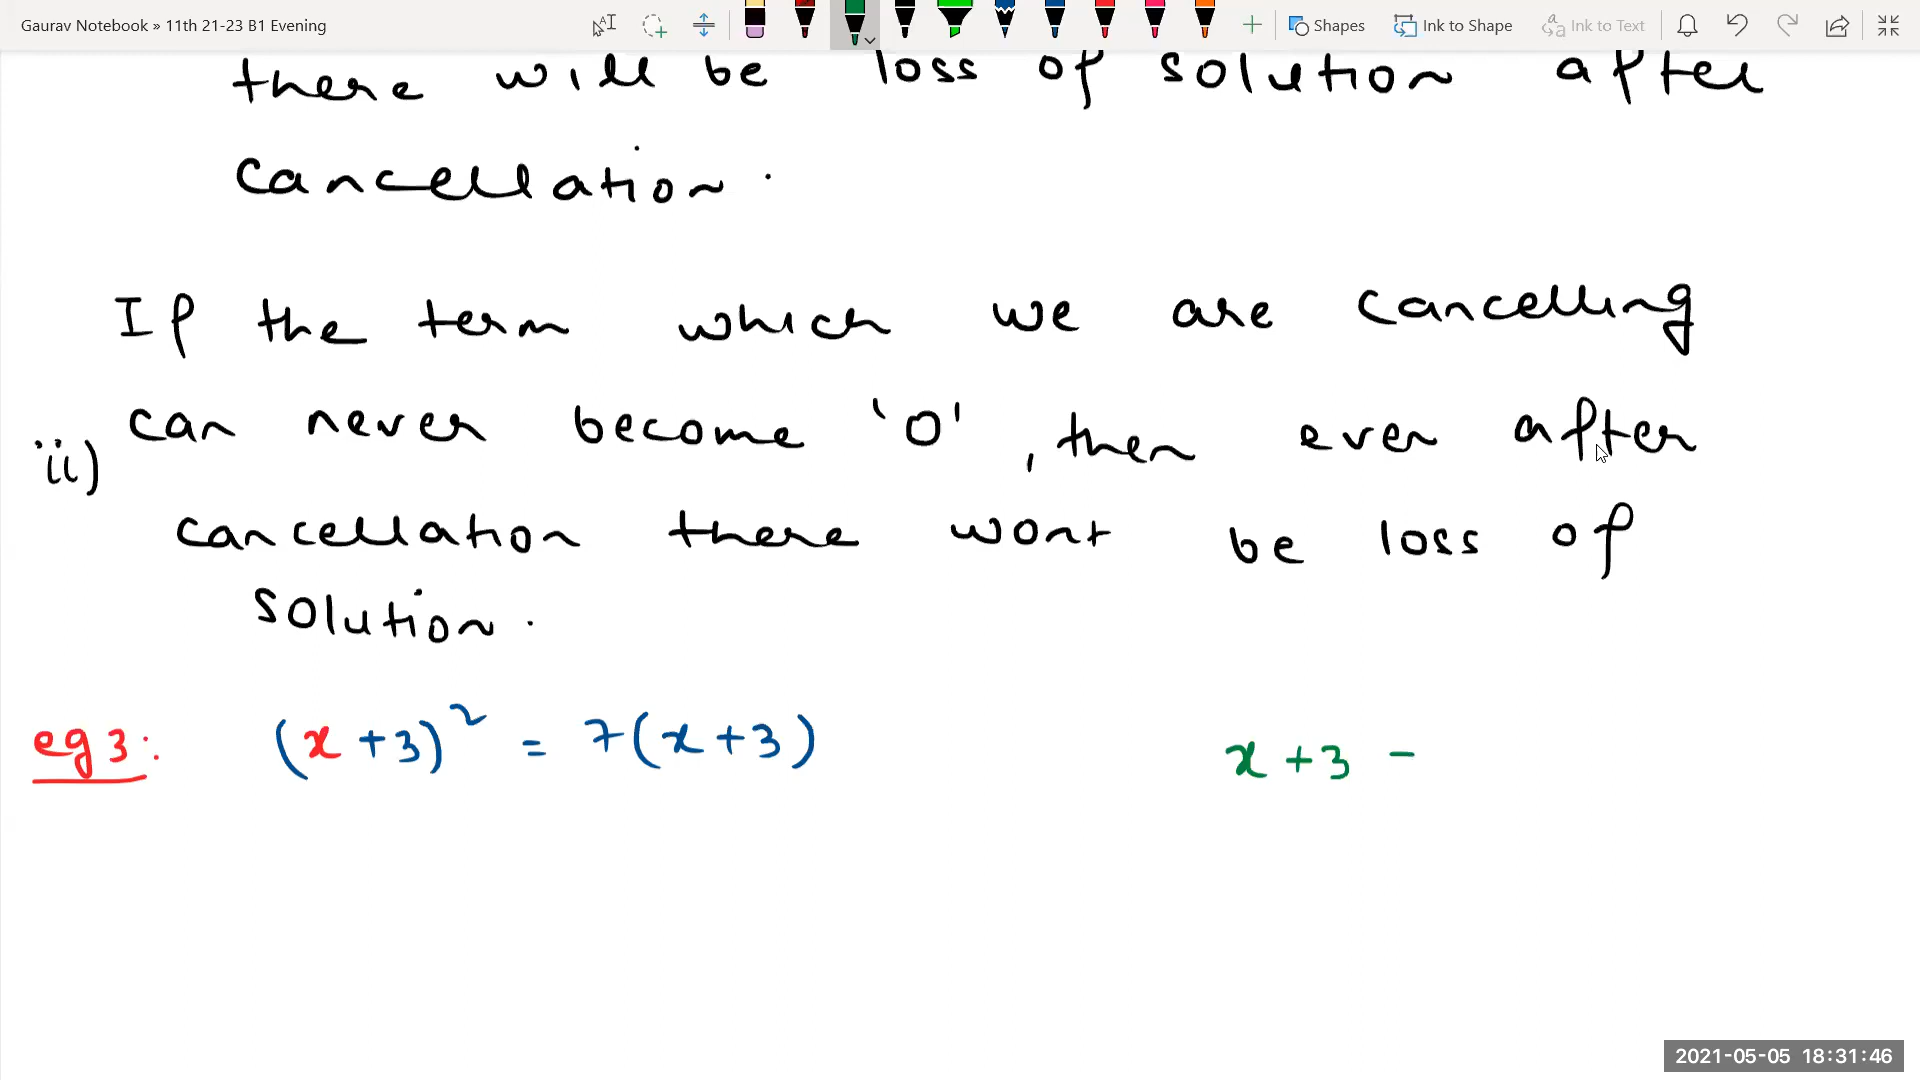 Gaurav Notebook » 11th 21-23 B1 Evening
Shapes Ink to Shape Ink to Text
there will be loss of solution after
cancellation.
If the term which we are cancelling
ii) can never become '0', then even after
cancellation there wont be loss of
solution.
eg 3: (x+3)² = 7(x+3) x+3 -
2021-05-05 18:31:46